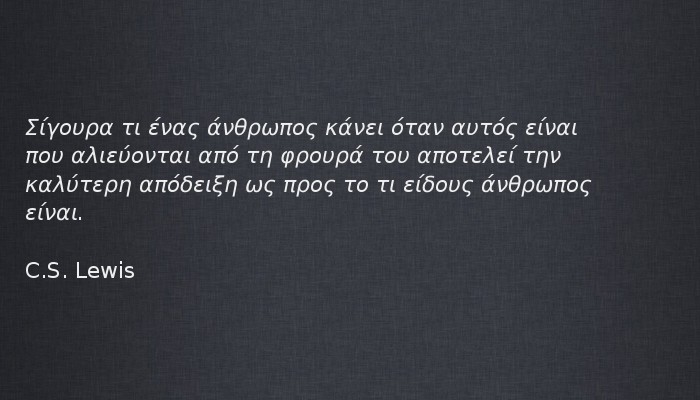 Σίγουρα τι ένας άνθρωπος κάνει όταν αυτός είναι
που αλιεύονται από τη φρουρά του αποτελεί την
καλύτερη απόδειξη ως προς το τι είδους άνθρωπος
είναι.
C.S. Lewis